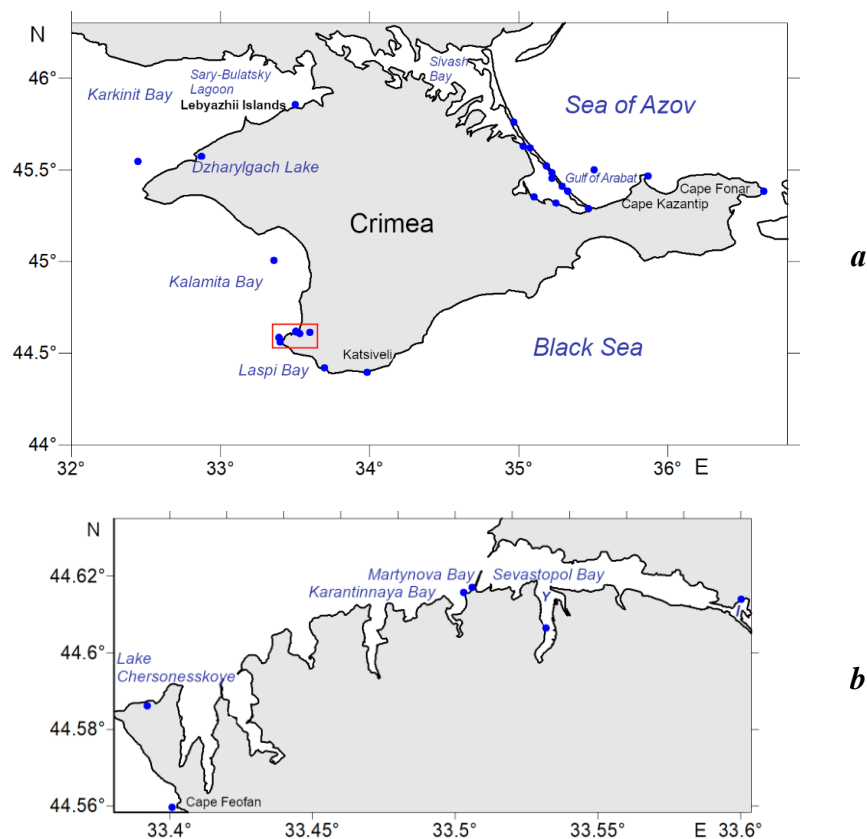 N
46°
45.5°
45°
44.5°
44°
32
33°
34°
35°
36°
E
Karkinit Bay
Sary-Bulatsky
Lagoon
Lebyazhii Islands
Sivash
Bay
Sea of Azov
Dzharylgach Lake
Gulf of Arabat
Cape Fonar
Cape Kazantip
Crimea
Kalamita Bay
Black Sea
Katsiveli
Laspi Bay
a
N
44.62°
44.6°
44.58°
44.56°
33.4°
33.45°
33.5°
33.55°
E
33.6°
Martynova Bay
Sevastopol Bay
Karantinnaya Bay
Y
I
Lake
Chersonesskoye
Cape Feofan
b